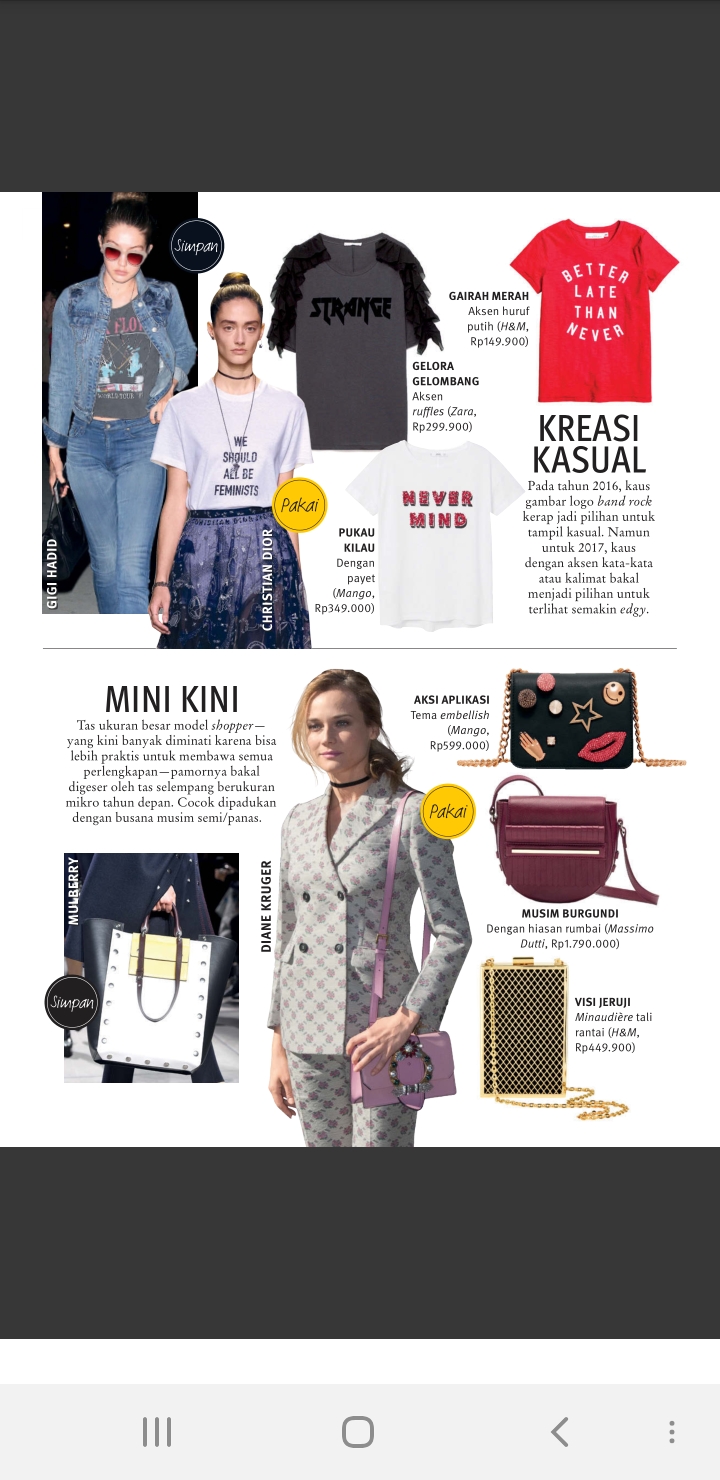 Simpan
GIGI HADID
WORLD TOUR
WE
SHOULD
ALL BE
FEMINISTS
Pakai
CHRISTIAN DIOR
STRANGE
GAIRAH MERAH
Aksen huruf
putih (H&M,
Rp149.900)
BETTER
LATE
THAN
NEVER
GELORA
GELOMBANG
Aksen
ruffles (Zara,
Rp299.900)
NEVER
MIND
PUKAU
KILAU
Dengan
payet
(Mango,
Rp349.000)
KREASI
KASUAL
Pada tahun 2016, kaus
gambar logo band rock
kerap jadi pilihan untuk
tampil kasual. Namun
untuk 2017, kaus
dengan aksen kata-kata
atau kalimat bakal
menjadi pilihan untuk
terlihat semakin edgy.
MINI KINI
Tas ukuran besar model shopper—
yang kini banyak diminati karena bisa
lebih praktis untuk membawa semua
perlengkapan—pamornya bakal
digeser oleh tas selempang berukuran
mikro tahun depan. Cocok dipadukan
dengan busana musim semi/panas.
MULBERRY
Simpan
DIANE KRUGER
Pakai
AKSI APLIKASI
Tema embellish
(Mango,
Rp599.000)
MUSIM BURGUNDI
Dengan hiasan rumbai (Massimo
Dutti, Rp1.790.000)
VISI JERUJI
Minaudière tali
rantai (H&M,
Rp449.900)